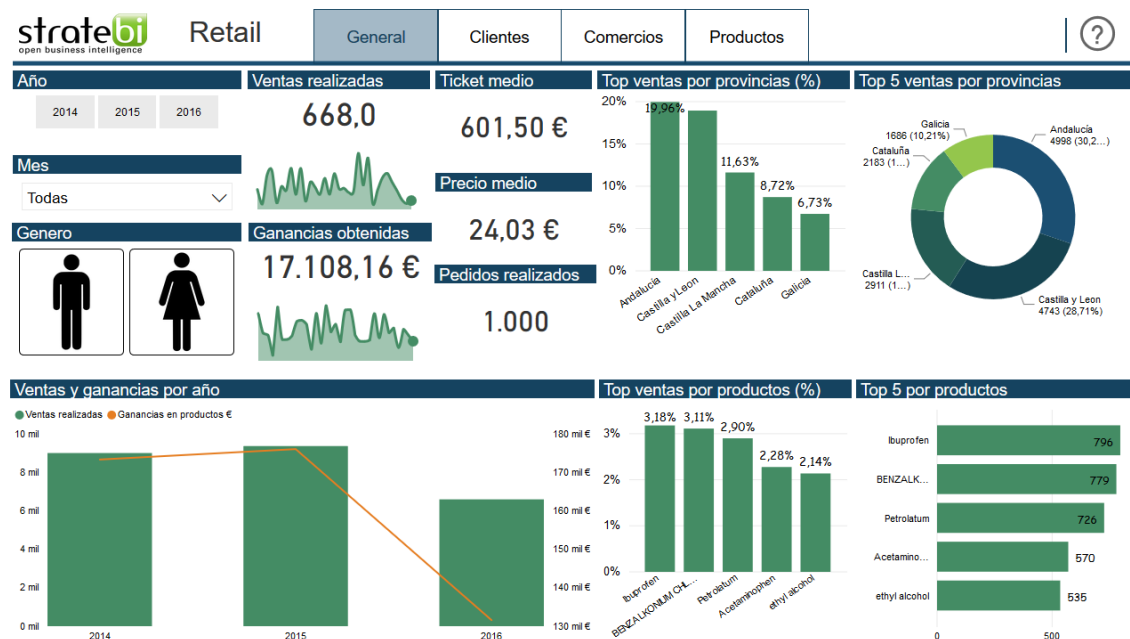 stratebi
open business intelligence
Retail
General
Clientes
Comercios
Productos
?
Año
2014
2015
2016
Mes
Todas
Genero
Ventas realizadas
668,0
Ganancias obtenidas
17.108,16 €
Ticket medio
601,50 €
Precio medio
24,03 €
Pedidos realizados
1.000
Top ventas por provincias (%)
20%
15%
10%
5%
0%
19,96%
11,63%
8,72%
6,73%
Andalucía
Castilla y Leon
Castilla La Mancha
Cataluña
Galicia
Top 5 ventas por provincias
Galicia
1686 (10,21%)
Andalucía
4998 (30,2...)
Cataluña
2183 (1...)
Castilla L...
2911 (1...)
Castilla y Leon
4743 (28,71%)
Ventas y ganancias por año
Ventas realizadas
Ganancias en productos €
10 mil
8 mil
6 mil
4 mil
2 mil
0 mil
180 mil €
170 mil €
160 mil €
150 mil €
140 mil €
130 mil €
2014
2015
2016
Top ventas por productos (%)
3%
2%
1%
0%
3,18%
3,11%
2,90%
2,28%
2,14%
Ibuprofen
BENZALKONIUM CHL...
Petrolatum
Acetaminophen
ethyl alcohol
Top 5 por productos
Ibuprofen
796
BENZALK...
779
Petrolatum
726
Acetamino...
570
ethyl alcohol
535
0
500